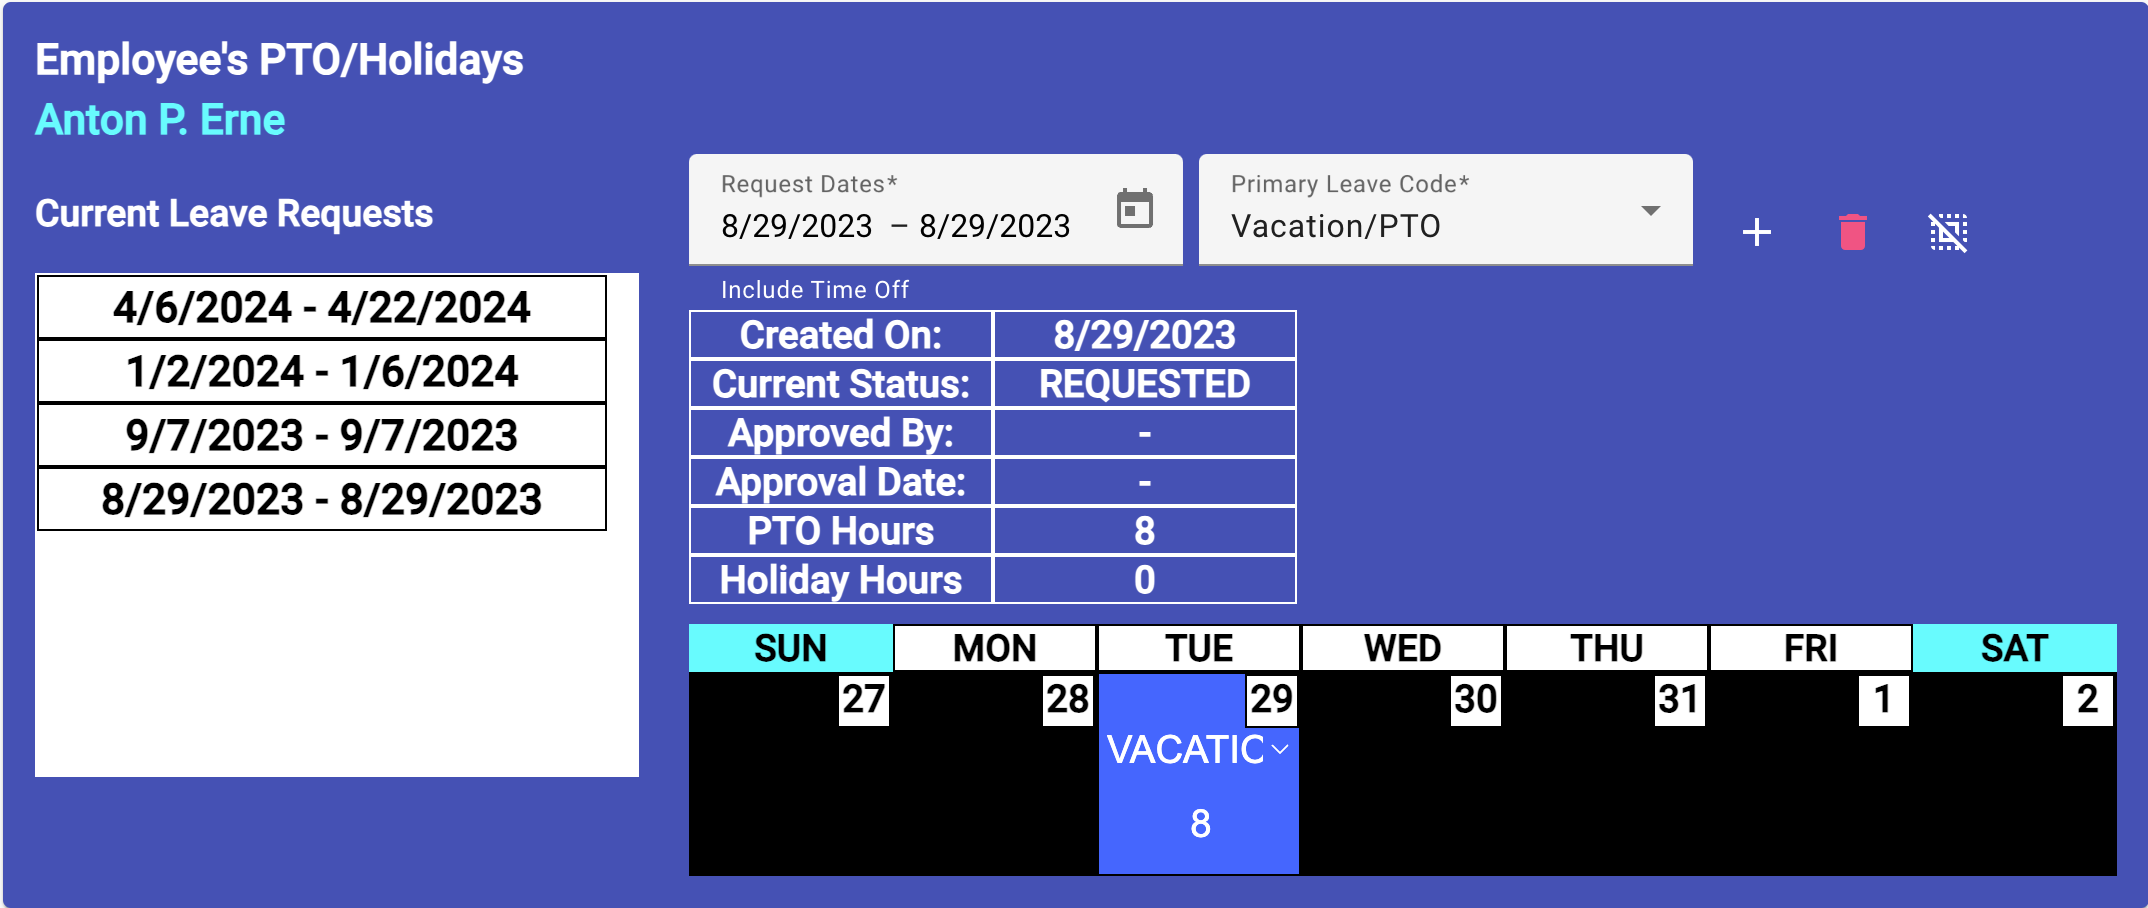 Employee's PTO/Holidays
Anton P. Erne
Current Leave Requests
4/6/2024 - 4/22/2024
1/2/2024 - 1/6/2024
9/7/2023 - 9/7/2023
8/29/2023 - 8/29/2023
Request Dates*
8/29/2023 – 8/29/2023
Primary Leave Code*
Vacation/PTO
Include Time Off
Created On: 8/29/2023
Current Status: REQUESTED
Approved By: -
Approval Date: -
PTO Hours 8
Holiday Hours 0
SUN MON TUE WED THU FRI SAT
27 28 29 30 31 1 2
VACATIO
8